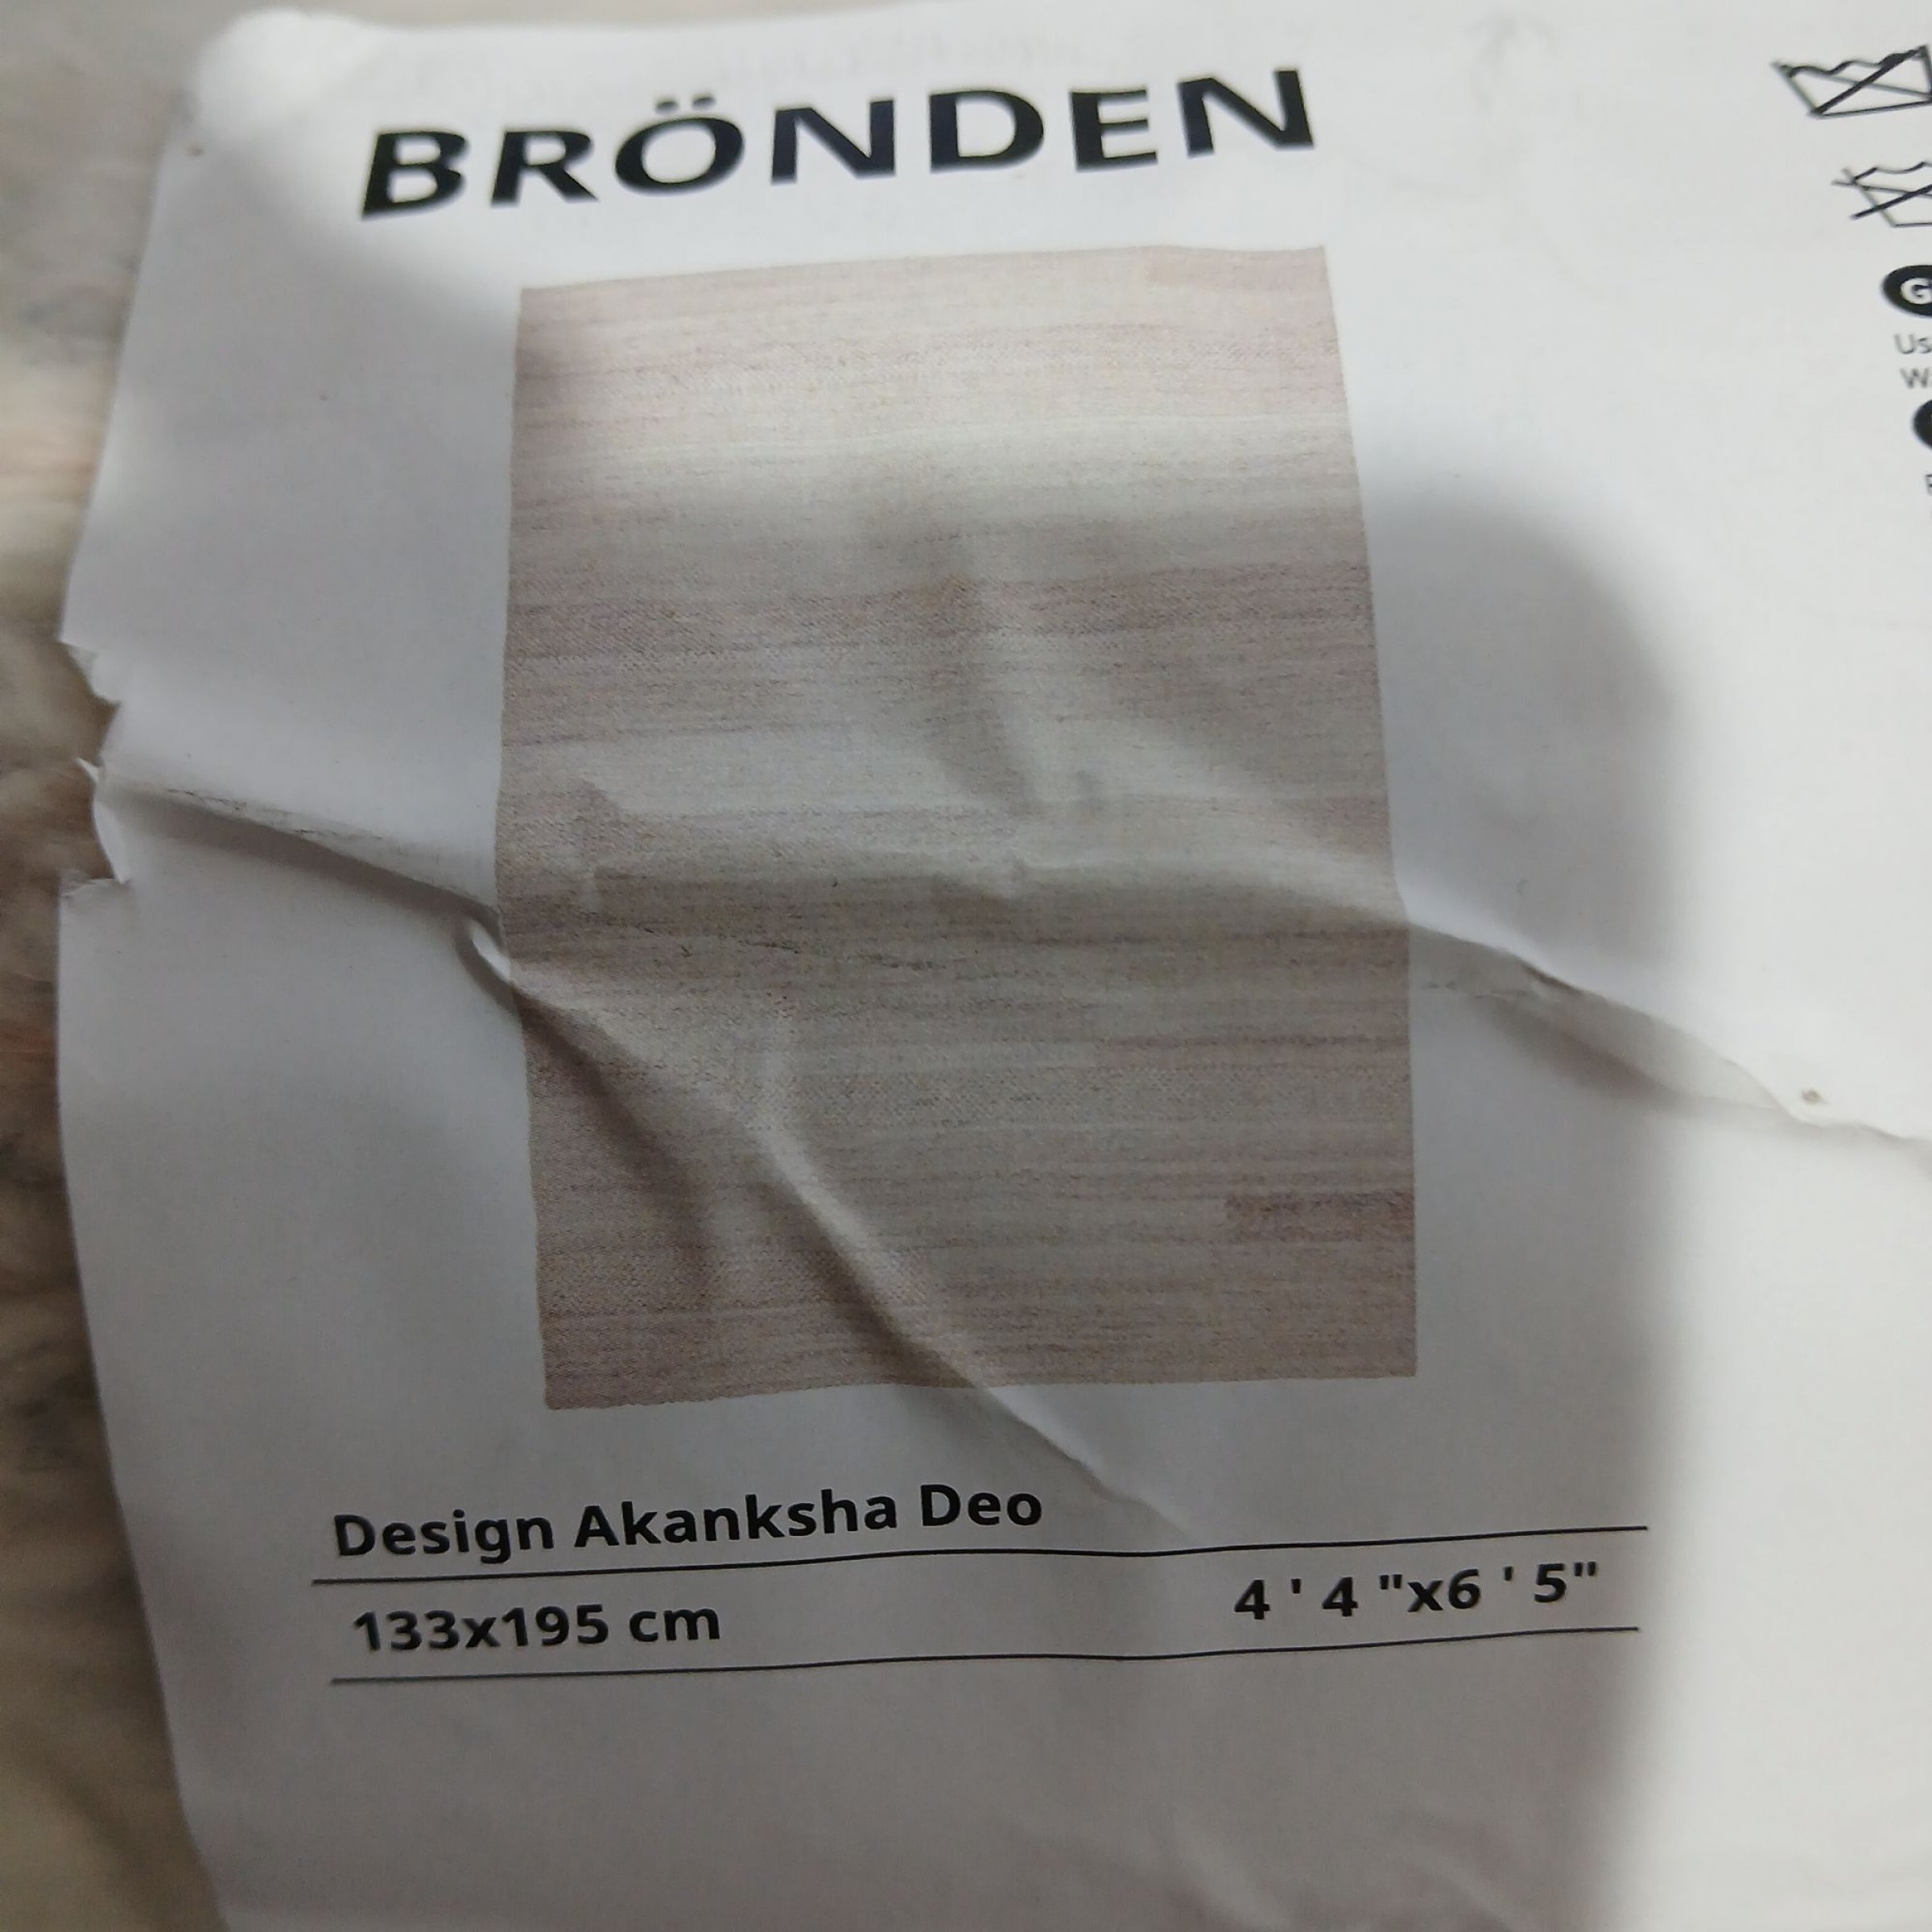 BRÖNDEN
Design Akanksha Deo
133x195 cm
4 ' 4 "x6 ' 5"